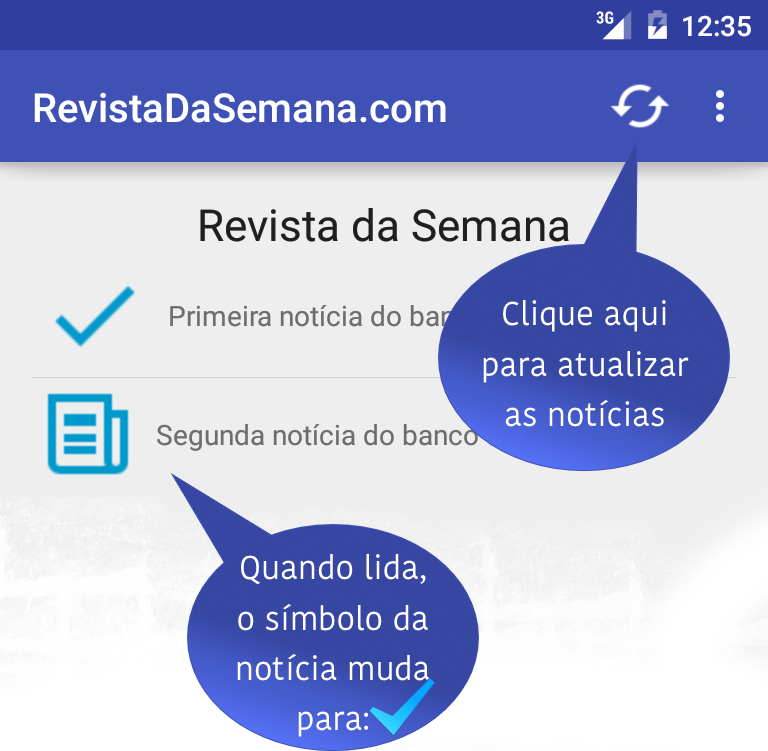 3G 12:35
RevistaDaSemana.com
Revista da Semana
Primeira notícia do
Segunda notícia do banco
Clique aqui
para atualizar
as notícias
Quando lida,
o símbolo da
notícia muda
para: